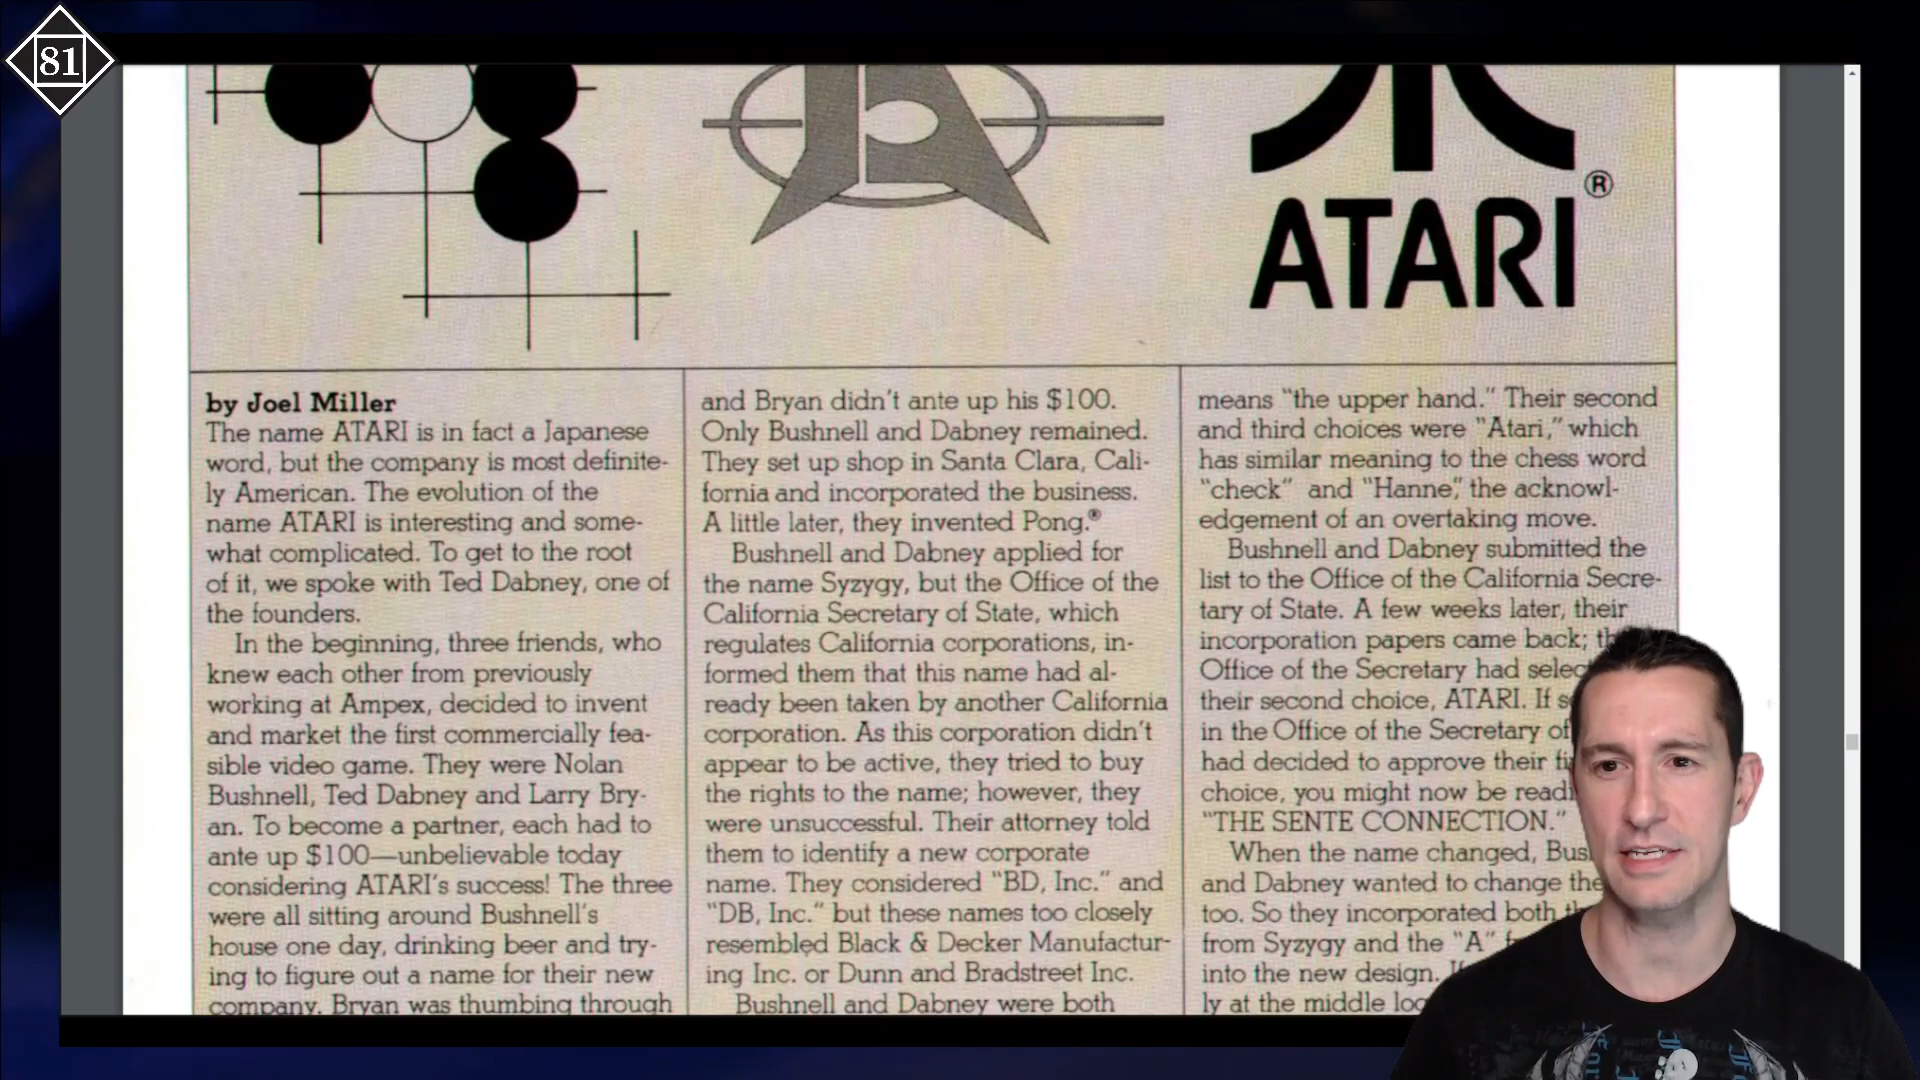 81
ATARI®
by Joel Miller
The name ATARI is in fact a Japanese
word, but the company is most definite-
ly American. The evolution of the
name ATARI is interesting and some-
what complicated. To get to the root
of it, we spoke with Ted Dabney, one of
the founders.
In the beginning, three friends, who
knew each other from previously
working at Ampex, decided to invent
and market the first commercially fea-
sible video game. They were Nolan
Bushnell, Ted Dabney and Larry Bry-
an. To become a partner, each had to
ante up $100—unbelievable today
considering ATARI's success! The three
were all sitting around Bushnell's
house one day, drinking beer and try-
ing to figure out a name for their new
company. Bryan was thumbing through
and Bryan didn't ante up his $100.
Only Bushnell and Dabney remained.
They set up shop in Santa Clara, Cali-
fornia and incorporated the business.
A little later, they invented Pong.®
Bushnell and Dabney applied for
the name Syzygy, but the Office of the
California Secretary of State, which
regulates California corporations, in-
formed them that this name had al-
ready been taken by another California
corporation. As this corporation didn't
appear to be active, they tried to buy
the rights to the name; however, they
were unsuccessful. Their attorney told
them to identify a new corporate
name. They considered "BD, Inc." and
"DB, Inc." but these names too closely
resembled Black & Decker Manufactur-
ing Inc. or Dunn and Bradstreet Inc.
Bushnell and Dabney were both
means "the upper hand." Their second
and third choices were "Atari," which
has similar meaning to the chess word
"check" and "Hanne," the acknowl-
edgement of an overtaking move.
Bushnell and Dabney submitted the
list to the Office of the California Secre-
tary of State. A few weeks later, their
incorporation papers came back;
Office of the Secretary had
their second choice, ATARI. If
in the Office of the Secretary of
had decided to approve their
choice, you might now be
"THE SENTE CONNECTION."
When the name changed,
and Dabney wanted to change
too. So they incorporated both
from Syzygy and the "A"
into the new design.
ly at the middle